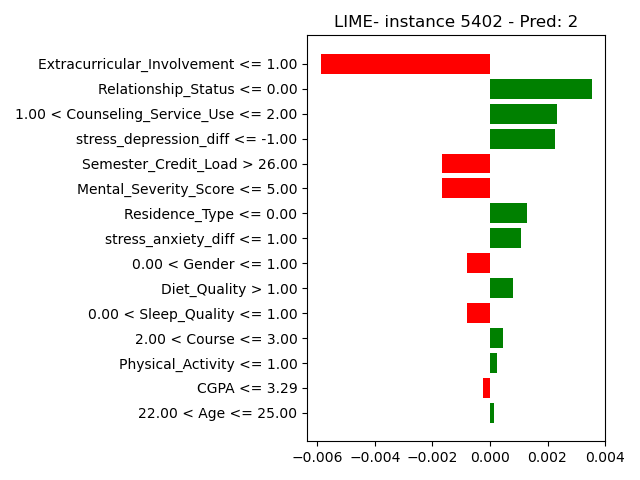 LIME- instance 5402 - Pred: 2
Extracurricular_Involvement <= 1.00
Relationship_Status <= 0.00
1.00 < Counseling_Service_Use <= 2.00
stress_depression_diff <= -1.00
Semester_Credit_Load > 26.00
Mental_Severity_Score <= 5.00
Residence_Type <= 0.00
stress_anxiety_diff <= 1.00
0.00 < Gender <= 1.00
Diet_Quality > 1.00
0.00 < Sleep_Quality <= 1.00
2.00 < Course <= 3.00
Physical_Activity <= 1.00
CGPA <= 3.29
22.00 < Age <= 25.00
−0.006 −0.004 −0.002 0.000 0.002 0.004